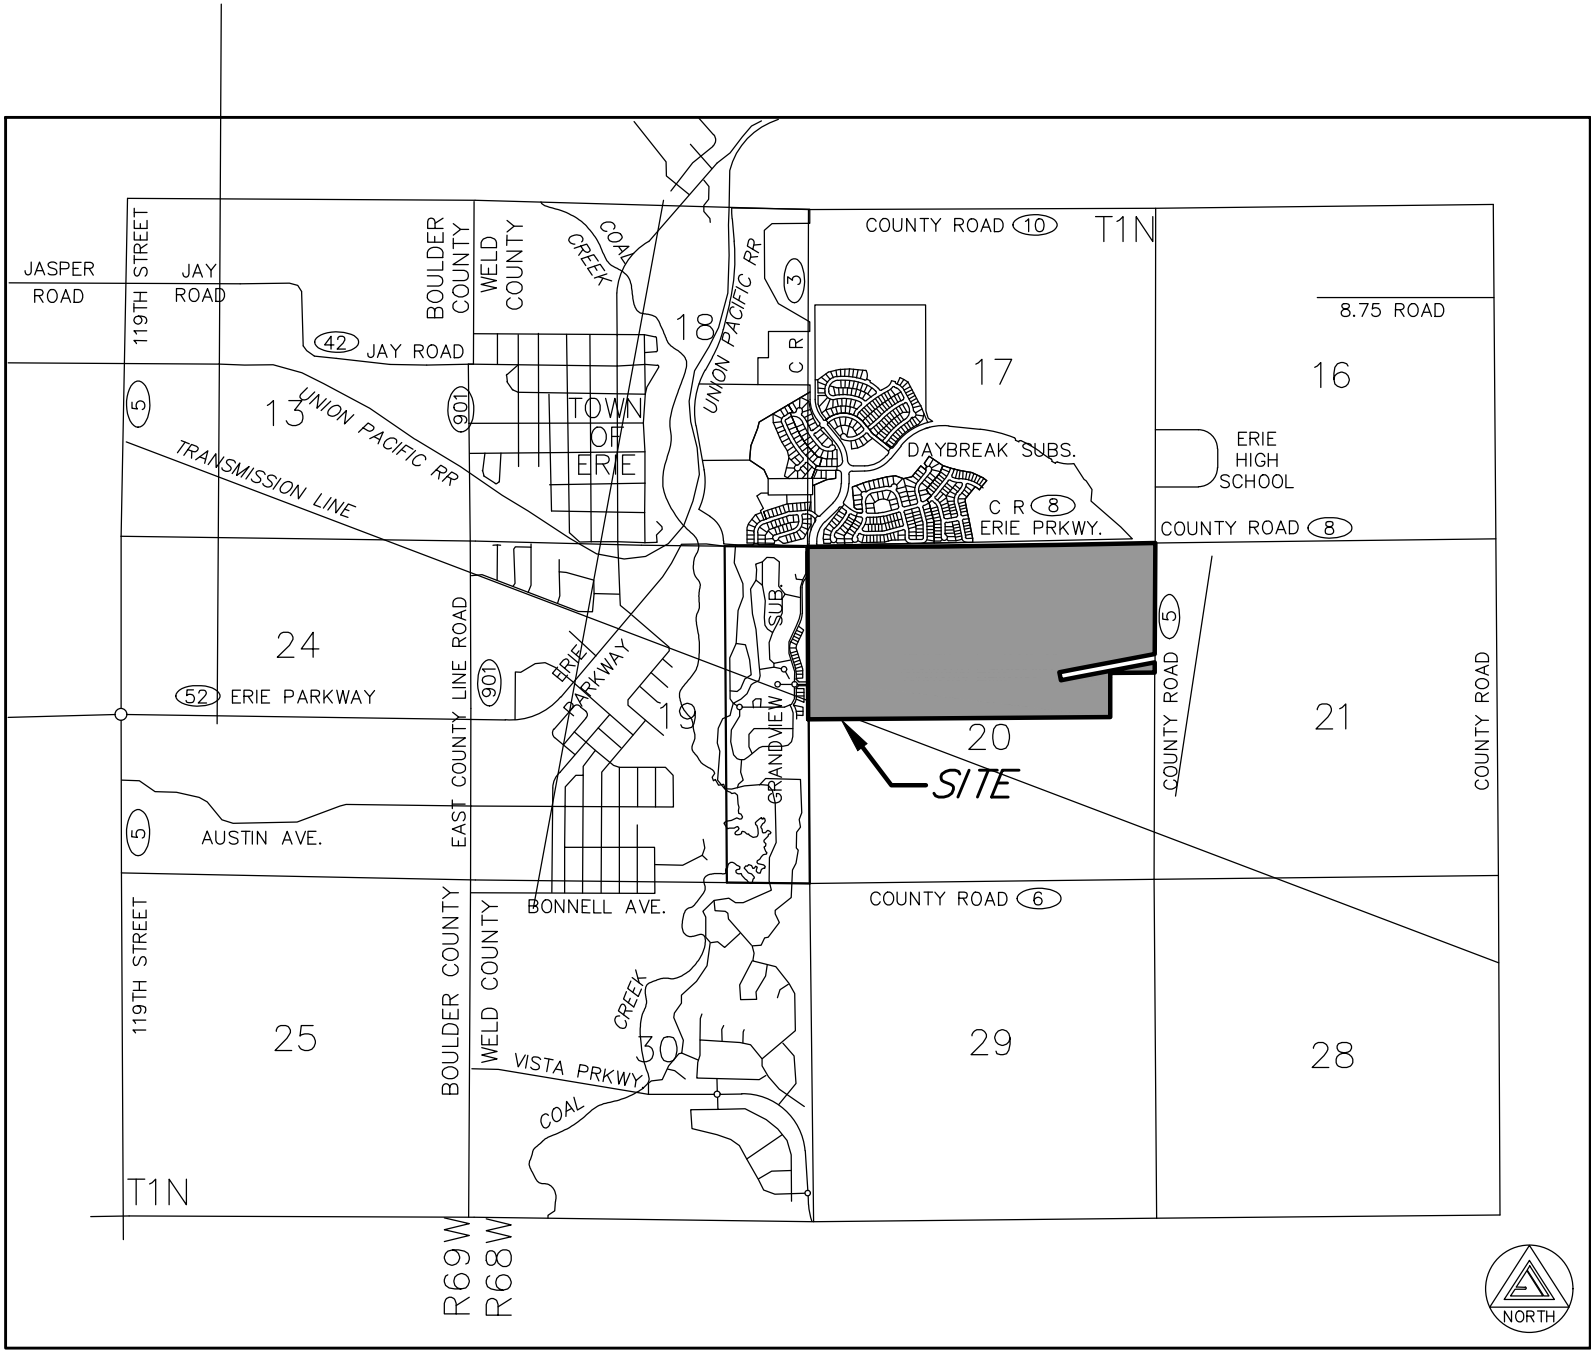 COUNTY ROAD 10
T1N
119TH STREET
BOULDER
COUNTY
WELD
COUNTY
COAL
CREEK
UNION PACIFIC RR
3
C R
JASPER
ROAD
JAY
ROAD
8.75 ROAD
42 JAY ROAD
18
17
16
5
13
UNION PACIFIC RR
901
TOWN
OF
ERIE
DAYBREAK SUBS.
ERIE
HIGH
SCHOOL
TRANSMISSION LINE
C R 8
ERIE PRKWY.
COUNTY ROAD 8
24
EAST COUNTY LINE ROAD
901
ERIE
PARKWAY
SUB.
GRANDVIEW
5
COUNTY ROAD
COUNTY ROAD
52 ERIE PARKWAY
19
20
21
SITE
5
AUSTIN AVE.
BONNELL AVE.
COUNTY ROAD 6
119TH STREET
BOULDER COUNTY
WELD COUNTY
CREEK
25
30
29
28
VISTA PRKWY.
COAL
T1N
R69W
R68W
NORTH